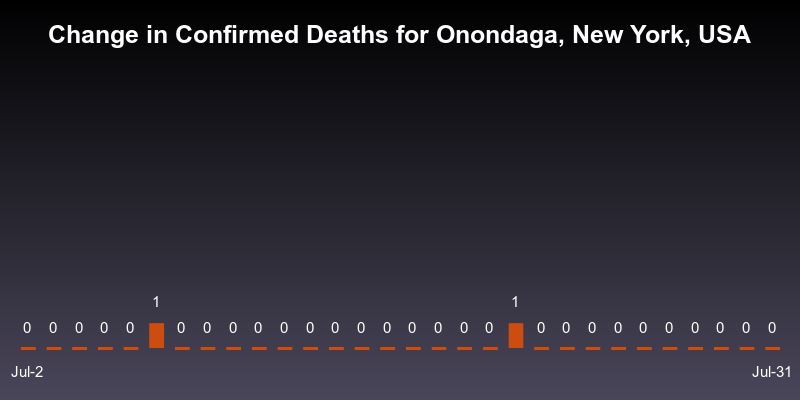 Change in Confirmed Deaths for Onondaga, New York, USA
1 1
0 0 0 0 0 0 0 0 0 0 0 0 0 0 0 0 0 0 0 0 0 0 0 0 0 0 0 0
Jul-2 Jul-31